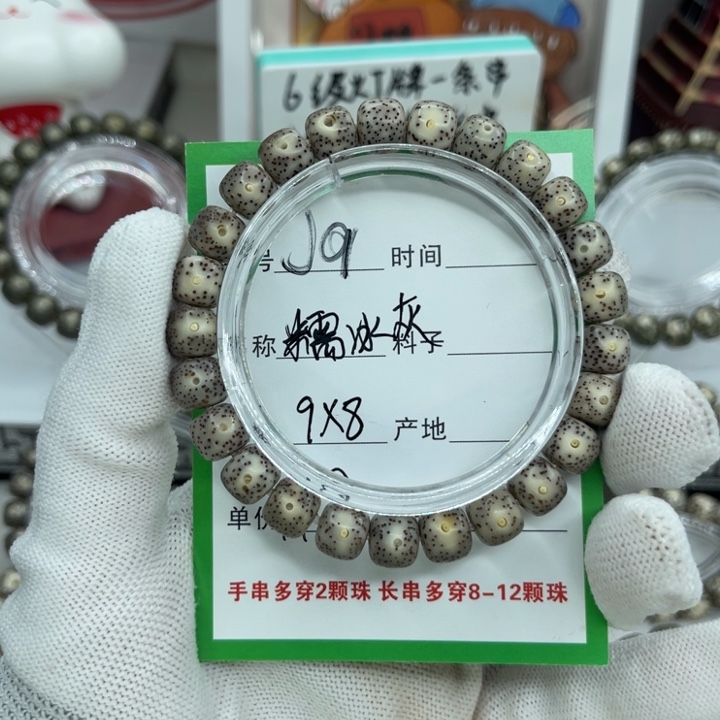 6级大T牌一条串
号 J9 时间
称 糯冰灰 料子
9X8 产地
单价
手串多穿2颗珠 长串多穿8-12颗珠